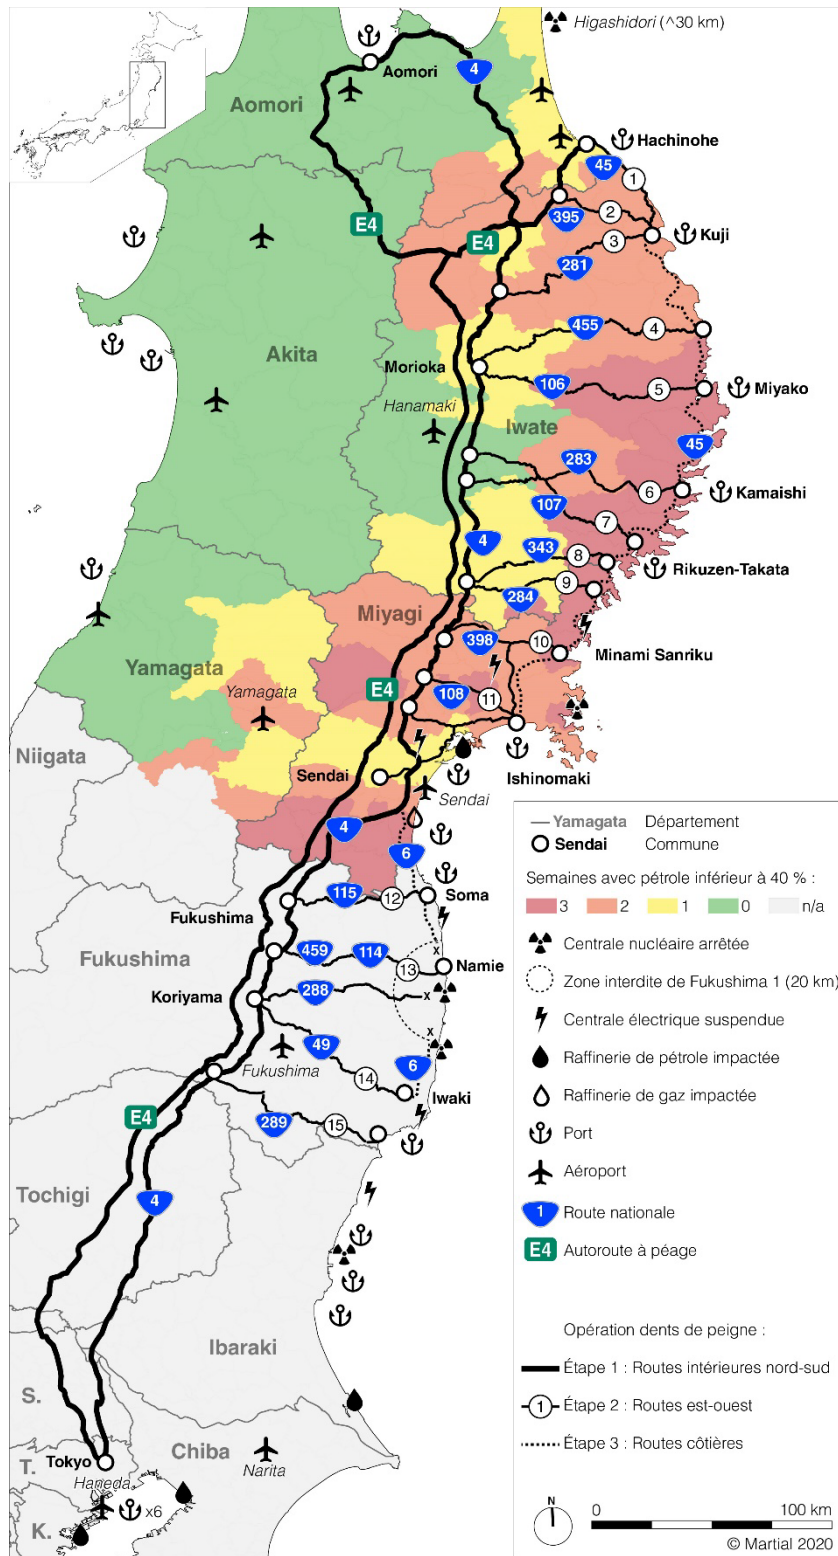 Higashidori (^30 km)
Aomori
4
Aomori
Hachinohe
45
1
E4
E4
395
2
Kuji
3
281
Akita
455
4
Morioka
106
5
Miyako
Hanamaki
Iwate
45
283
6
Kamaishi
107
7
4
343
8
Rikuzen-Takata
9
284
Miyagi
398
10
Minami Sanriku
Yamagata
Yamagata
E4
108
11
Niigata
Sendai
Ishinomaki
Sendai
4
6
115
12
Soma
Fukushima
Fukushima
459
114
x
13
Namie
Koriyama
288
x
x
49
Fukushima
6
14
Iwaki
E4
289
15
Tochigi
4
Ibaraki
S.
Chiba
Tokyo
T.
Haneda
Narita
x6
K.
Yamagata
Département
Sendai
Commune
Semaines avec pétrole inférieur à 40 % :
3
2
1
0
n/a
Centrale nucléaire arrêtée
Zone interdite de Fukushima 1 (20 km)
Centrale électrique suspendue
Raffinerie de pétrole impactée
Raffinerie de gaz impactée
Port
Aéroport
1
Route nationale
E4
Autoroute à péage
Opération dents de peigne :
Étape 1 : Routes intérieures nord-sud
1
Étape 2 : Routes est-ouest
Étape 3 : Routes côtières
N
0
100 km
© Martial 2020